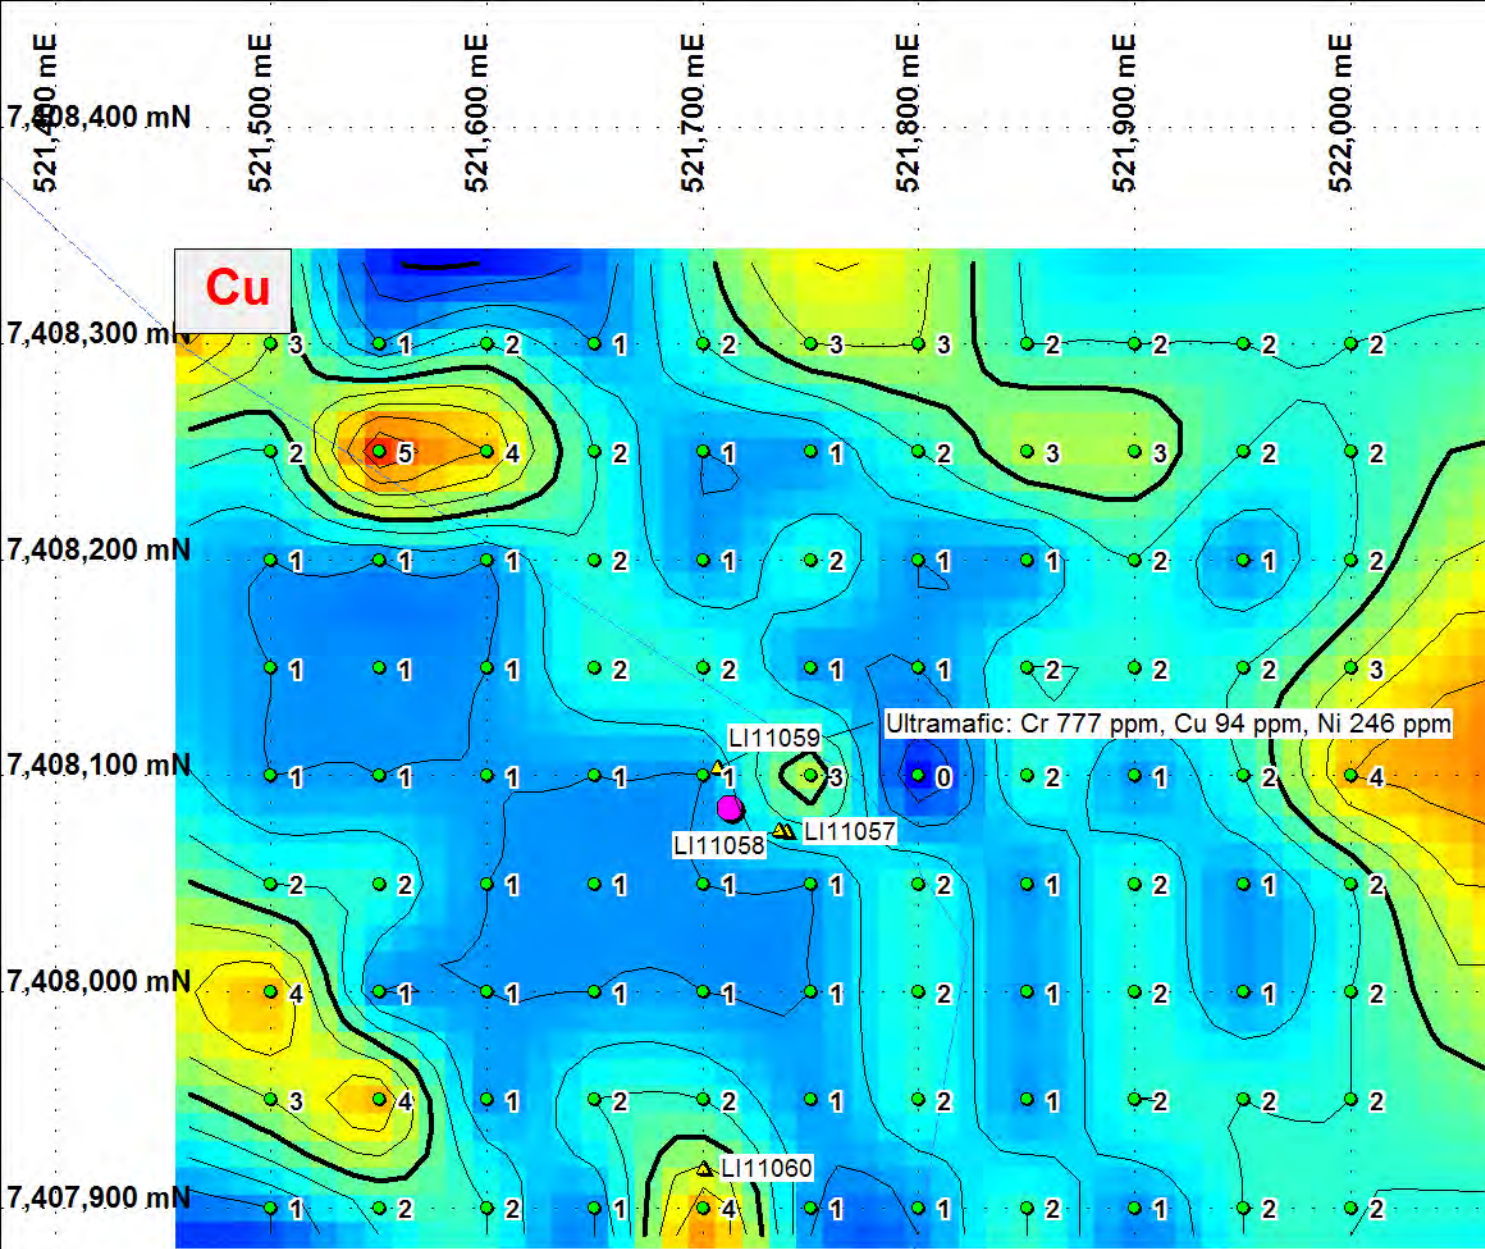 521,400 mE 521,500 mE 521,600 mE 521,700 mE 521,800 mE 521,900 mE 522,000 mE
7,408,400 mN
Cu
7,408,300 mN 3 1 2 1 2 3 3 2 2 2 2
2 5 4 2 1 1 2 3 3 2 2
7,408,200 mN 1 1 1 2 1 2 1 1 2 1 2
1 1 1 2 2 1 1 2 2 2 3
Ultramafic: Cr 777 ppm, Cu 94 ppm, Ni 246 ppm
LI11059
7,408,100 mN 1 1 1 1 1 3 0 2 1 2 4
LI11057
LI11058
2 2 1 1 1 1 2 1 2 1 2
7,408,000 mN 4 1 1 1 1 1 2 1 2 1 2
3 4 1 2 2 1 2 1 2 2 2
LI11060
7,407,900 mN 1 2 2 1 4 1 1 2 1 2 2